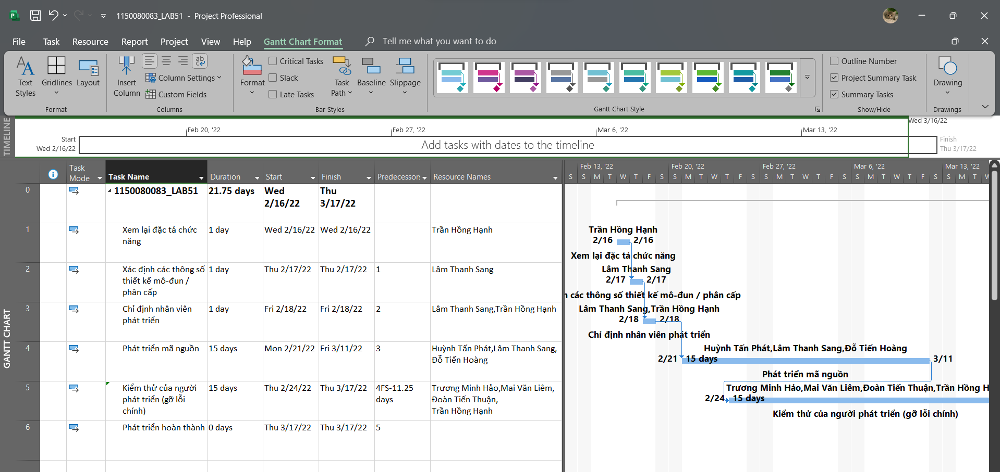 1150080083_LAB51 - Project Professional
File Task Resource Report Project View Help Gantt Chart Format Tell me what you want to do
Text Styles
Gridlines
Layout
Format
Insert Column
Column Settings
Custom Fields
Columns
Format
Critical Tasks
Slack
Late Tasks
Task Path
Baseline
Slippage
Bar Styles
Gantt Chart Style
Outline Number
Project Summary Task
Summary Tasks
Show/Hide
Drawing
Drawings
TIMELINE
Wed 3/16/22
Feb 20, '22 Feb 27, '22 Mar 6, '22 Mar 13, '22
Start
Wed 2/16/22
Add tasks with dates to the timeline
Finish
Thu 3/17/22
GANTT CHART
Task Mode Task Name Duration Start Finish Predecessors Resource Names
0 1150080083_LAB51 21.75 days Wed 2/16/22 Thu 3/17/22
1 Xem lại đặc tả chức năng 1 day Wed 2/16/22 Wed 2/16/22 Trần Hồng Hạnh
2 Xác định các thông số thiết kế mô-đun / phân cấp 1 day Thu 2/17/22 Thu 2/17/22 1 Lâm Thanh Sang
3 Chỉ định nhân viên phát triển 1 day Fri 2/18/22 Fri 2/18/22 2 Lâm Thanh Sang,Trần Hồng Hạnh
4 Phát triển mã nguồn 15 days Mon 2/21/22 Fri 3/11/22 3 Huỳnh Tấn Phát,Lâm Thanh Sang,Đỗ Tiến Hoàng
5 Kiểm thử của người phát triển (gỡ lỗi chính) 15 days Thu 2/24/22 Thu 3/17/22 4FS-11.25 days Trương Minh Hảo,Mai Văn Liêm,Đoàn Tiến Thuận,Trần Hồng Hạnh
6 Phát triển hoàn thành 0 days Thu 3/17/22 Thu 3/17/22 5
Feb 13, '22 Feb 20, '22 Feb 27, '22 Mar 6, '22 Mar 13, '22
S S M T W T F S S M T W T F S S M T W T F S S M T W T F S S M T W
Trần Hồng Hạnh
2/16 2/16
Xem lại đặc tả chức năng
Lâm Thanh Sang
2/17 2/17
các thông số thiết kế mô-đun / phân cấp
Lâm Thanh Sang,Trần Hồng Hạnh
2/18 2/18
Chỉ định nhân viên phát triển
Huỳnh Tấn Phát,Lâm Thanh Sang,Đỗ Tiến Hoàng
2/21 15 days 3/11
Phát triển mã nguồn
Trương Minh Hảo,Mai Văn Liêm,Đoàn Tiến Thuận,Trần Hồng H
2/24 15 days
Kiểm thử của người phát triển (gỡ lỗi chính)